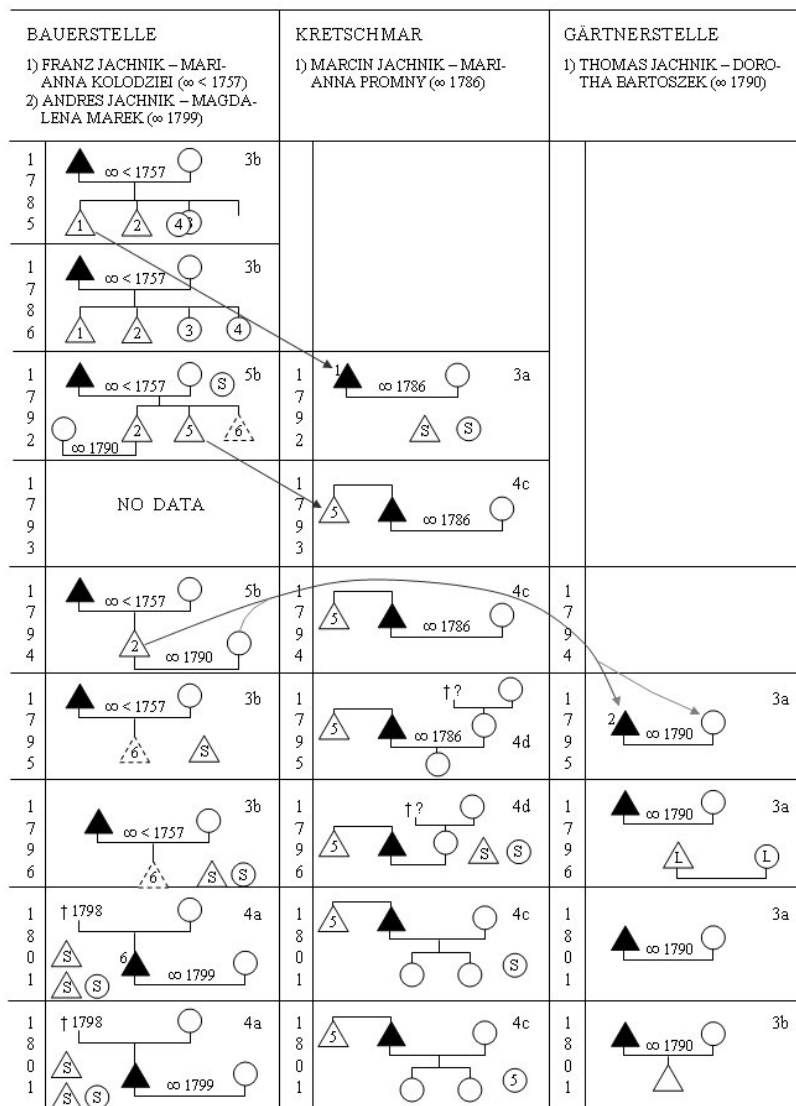 BAUERSTELLE
1) FRANZ JACHNIK – MARI-
ANNA KOLODZIEI (∞ < 1757)
2) ANDRES JACHNIK – MAGDA-
LENA MAREK (∞ 1799)
KRETSCHMAR
1) MARCIN JACHNIK – MARI-
ANNA PROMNY (∞ 1786)
GÄRTNERSTELLE
1) THOMAS JACHNIK – DORO-
THA BARTOSZEK (∞ 1790)
1785
3b
∞ < 1757
1 2 4 3
1786
3b
∞ < 1757
1 2 3 4
1792
5b
∞ < 1757
S
2 5 6
∞ 1790
1792
1
3a
∞ 1786
S S
NO DATA
1793
4c
5
∞ 1786
1794
5b
∞ < 1757
2
∞ 1790
1794
4c
5
∞ 1786
1794
1795
3b
∞ < 1757
6 S
1795
† ?
5
∞ 1786
4d
3a
2
∞ 1790
1796
3b
∞ < 1757
6 S S
1796
4d
† ?
5 S S
1796
3a
∞ 1790
L L
1801
† 1798
4a
S
6
S S
∞ 1799
1801
4c
5
∞ 1786
S
1801
3a
∞ 1790
1801
† 1798
4a
S
S S
∞ 1799
1801
4c
5
∞ 1786
5
1801
3b
∞ 1790